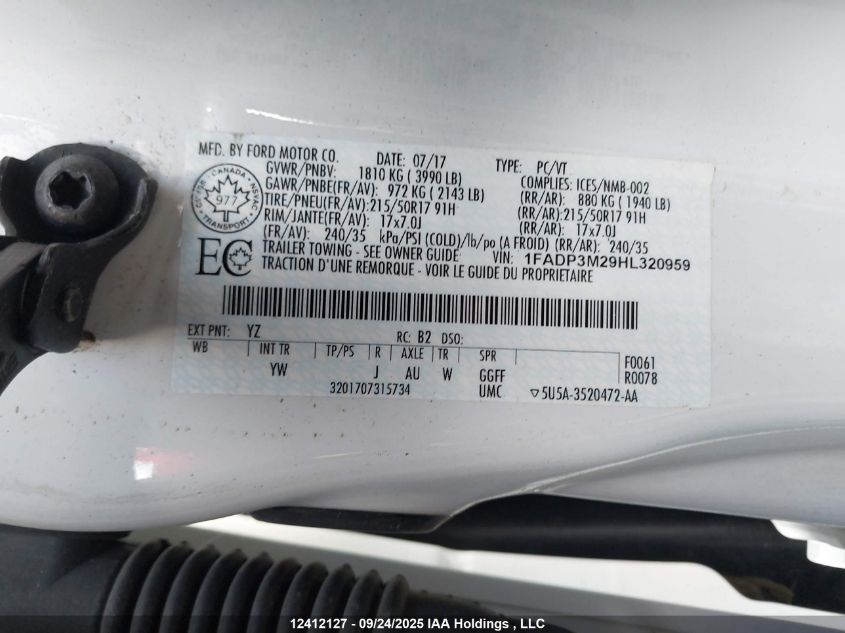 MFD. BY FORD MOTOR CO. DATE: 07/17 TYPE: PC/VT
GVWR/PNBV: 1810 KG ( 3990 LB) COMPLIES: ICES/NMB-002
GAWR/PNBE(FR/AV): 972 KG ( 2143 LB) (RR/AR): 880 KG ( 1940 LB)
TIRE/PNEU(FR/AV): 215/50R17 91H (RR/AR): 215/50R17 91H
RIM/JANTE(FR/AV): 17x7.0J (RR/AR): 17x7.0J
(FR/AV): 240/35 kPa/PSI (COLD)/lb/po (A FROID) (RR/AR): 240/35
TRAILER TOWING - SEE OWNER GUIDE VIN: 1FADP3M29HL320959
TRACTION D'UNE REMORQUE - VOIR LE GUIDE DU PROPRIETAIRE
CANADA
977
TRANSPORT
EC
EXT PNT: YZ RC: B2 DSO:
WB INT TR TP/PS R AXLE TR SPR F0061
YW J AU W GGFF R0078
3201707315734 UMC ▽5U5A-3520472-AA
12412127 - 09/24/2025 IAA Holdings , LLC